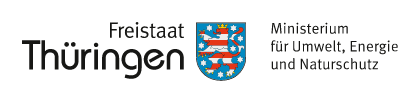 Freistaat
Thüringen
Ministerium
für Umwelt, Energie
und Naturschutz